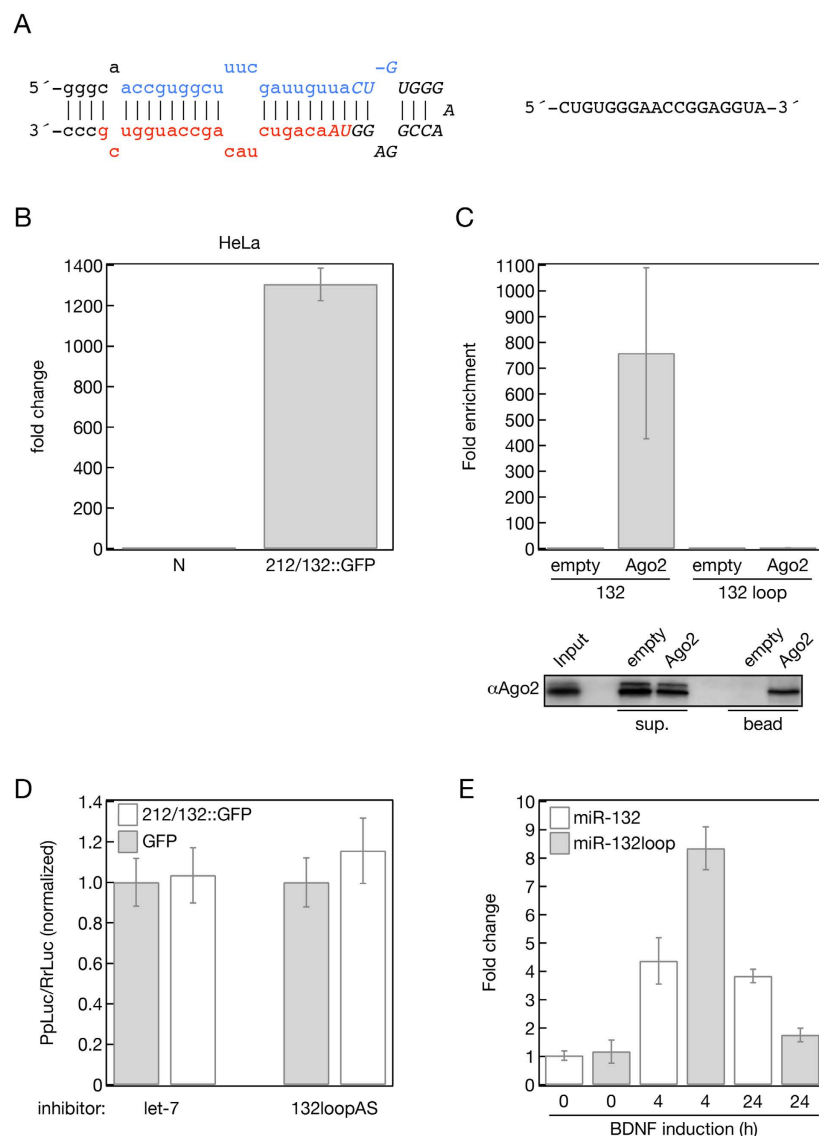 A
a uuc -G
5´-gggc accguggcu gauuguuaCU UGGG
A
3´-cccg ugguaccga cugacaAUGG GCCA
c cau AG
5´-CUGUGGGAACCGGAGGUA-3´
B
HeLa
fold change
1400
1200
1000
800
600
400
200
0
N 212/132::GFP
C
Fold enrichment
1100
1000
900
800
700
600
500
400
300
200
100
0
empty Ago2 empty Ago2
132 132 loop
Input empty Ago2 empty Ago2
αAgo2
sup. bead
D
PpLuc/RrLuc (normalized)
1.4
1.2
1.0
0.8
0.6
0.4
0.2
0
212/132::GFP
GFP
inhibitor: let-7 132loopAS
E
Fold change
10
9
8
7
6
5
4
3
2
1
0
miR-132
miR-132loop
0 0 4 4 24 24
BDNF induction (h)